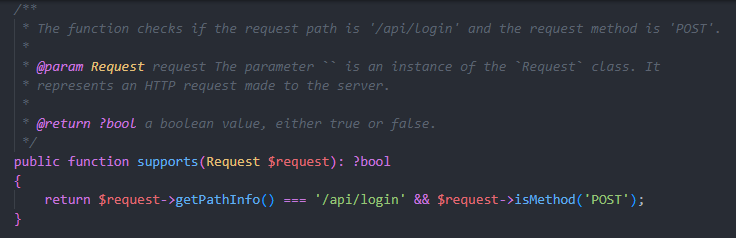 /**
 * The function checks if the request path is '/api/login' and the request method is 'POST'.
 *
 * @param Request request The parameter `` is an instance of the `Request` class. It
 * represents an HTTP request made to the server.
 *
 * @return ?bool a boolean value, either true or false.
 */
public function supports(Request $request): ?bool
{
    return $request->getPathInfo() === '/api/login' && $request->isMethod('POST');
}